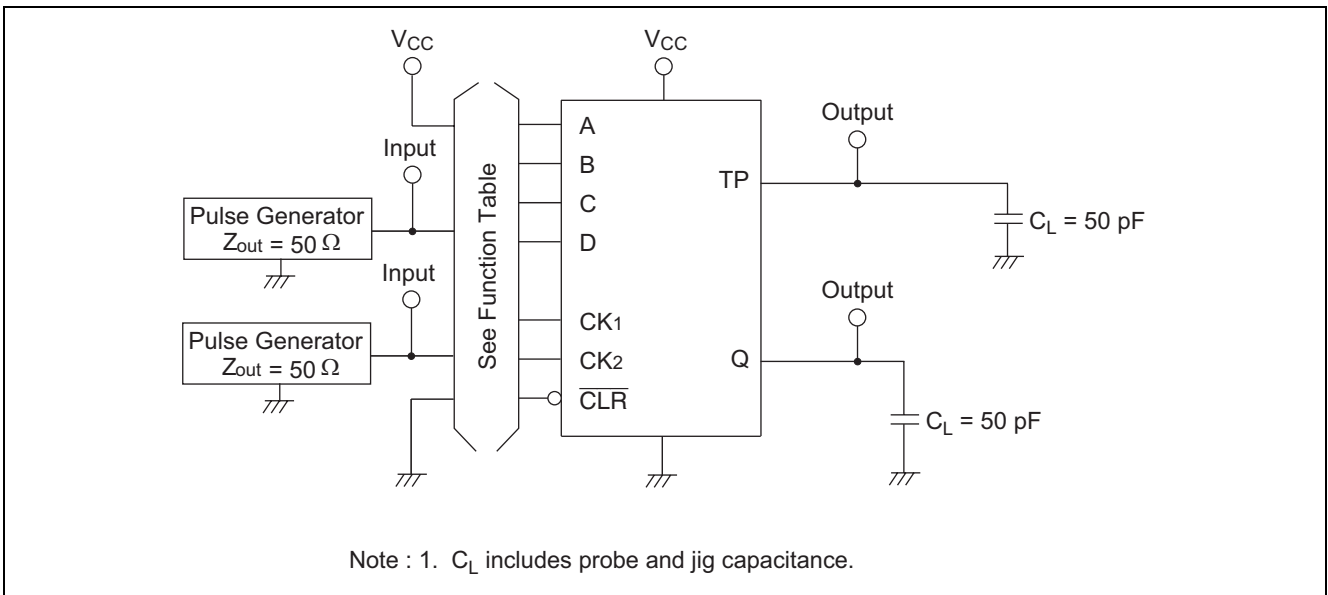 VCC
VCC
Output
Input
A
B
C
D
TP
Pulse Generator
Zout = 50 Ω
CL = 50 pF
Input
Output
See Function Table
CK1
Pulse Generator
Zout = 50 Ω
CK2
Q
CLR
CL = 50 pF
Note : 1. CL includes probe and jig capacitance.